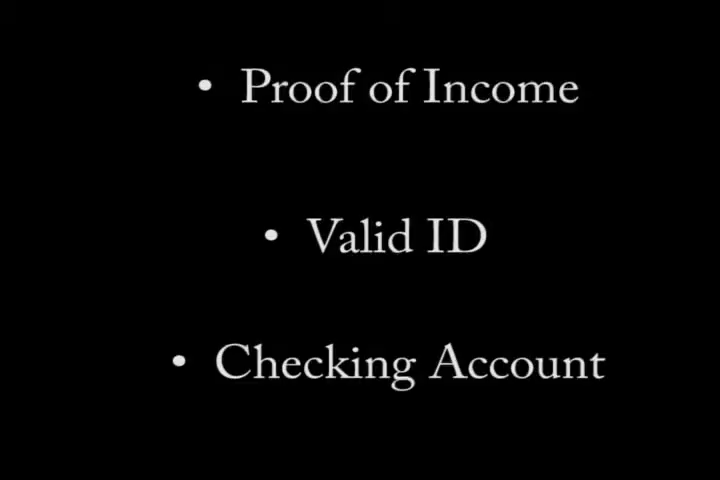 • Proof of Income
• Valid ID
• Checking Account